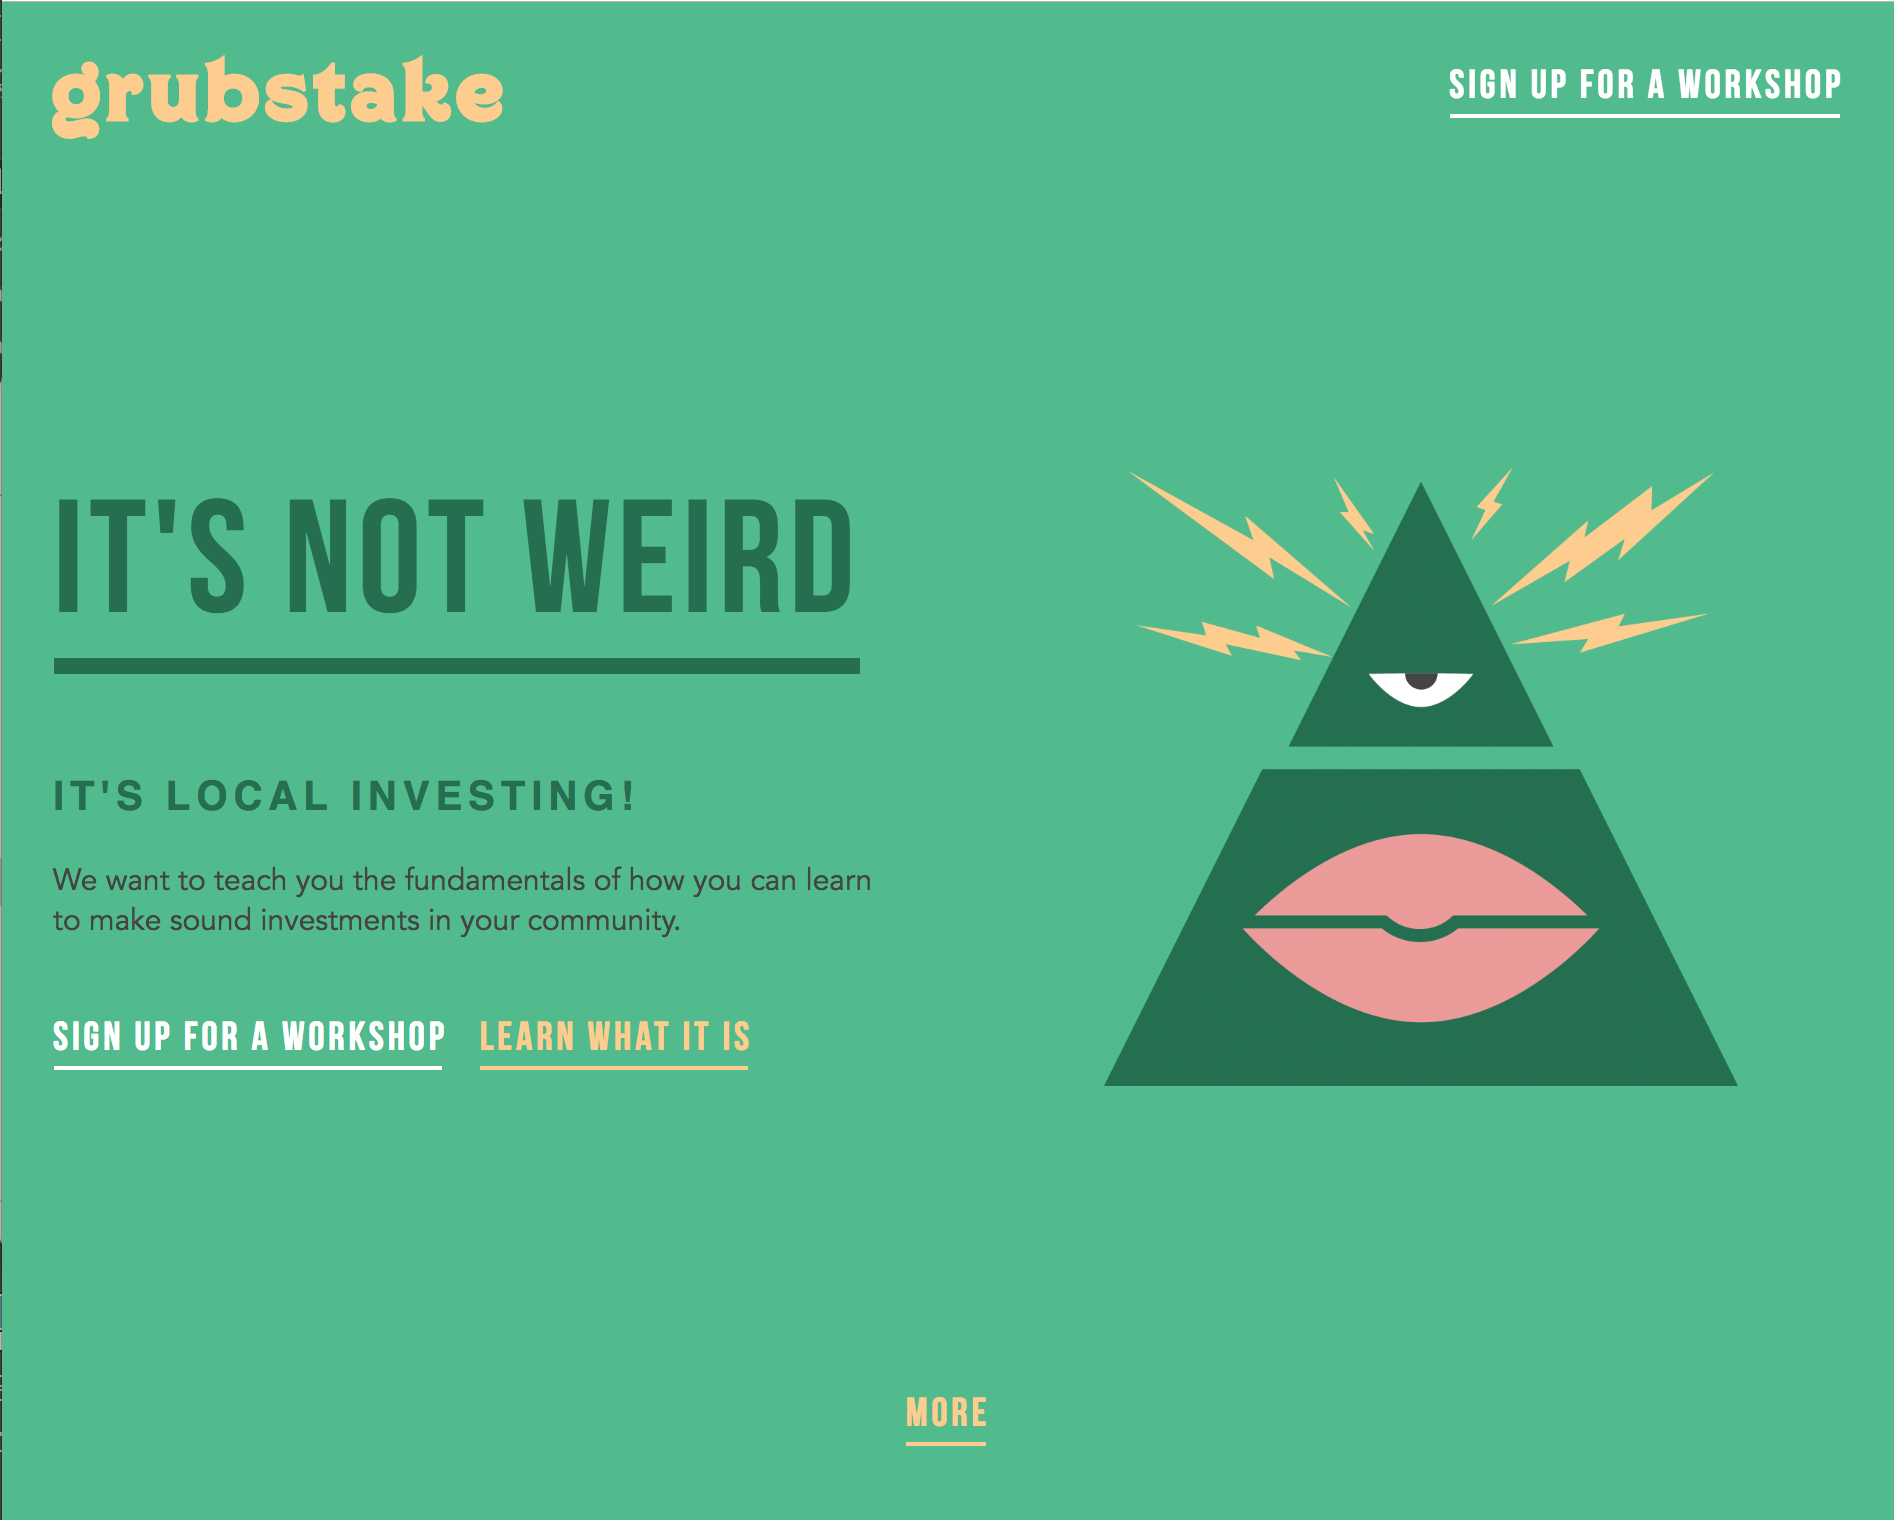 grubstake
SIGN UP FOR A WORKSHOP
IT'S NOT WEIRD
IT'S LOCAL INVESTING!
We want to teach you the fundamentals of how you can learn
to make sound investments in your community.
SIGN UP FOR A WORKSHOP LEARN WHAT IT IS
MORE